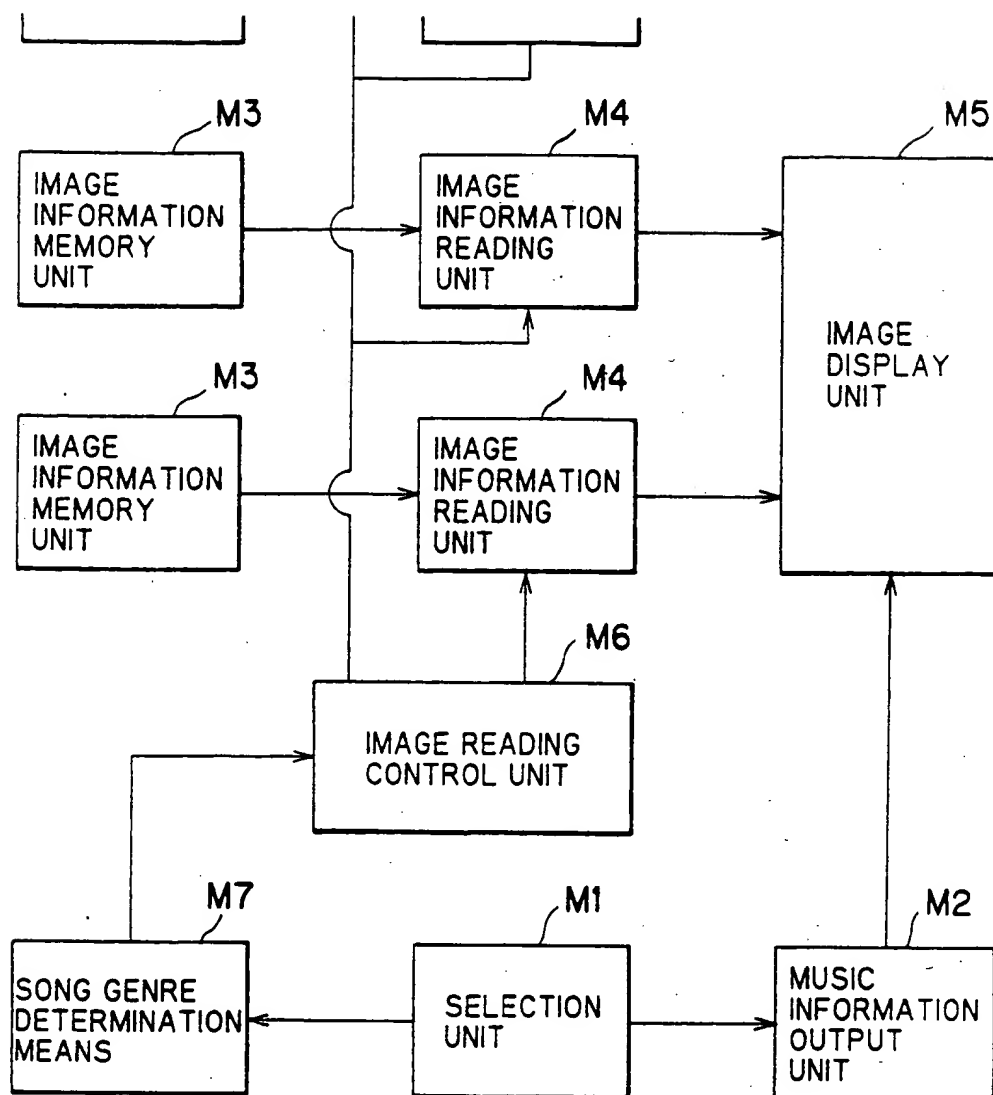 M3
M4
M5
IMAGE
INFORMATION
MEMORY
UNIT
IMAGE
INFORMATION
READING
UNIT
IMAGE
DISPLAY
UNIT
M3
M4
IMAGE
INFORMATION
MEMORY
UNIT
IMAGE
INFORMATION
READING
UNIT
M6
IMAGE READING
CONTROL UNIT
M7
M1
M2
SONG GENRE
DETERMINATION
MEANS
SELECTION
UNIT
MUSIC
INFORMATION
OUTPUT
UNIT